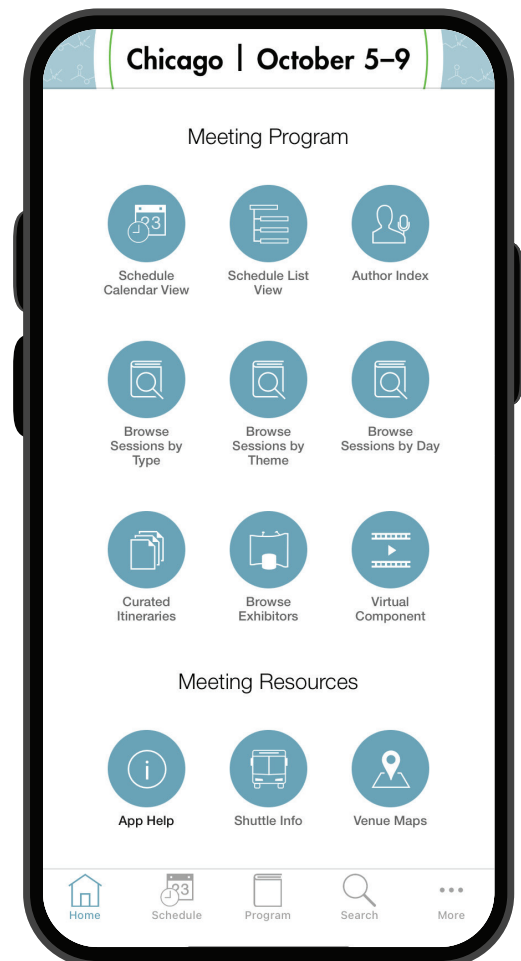 Chicago | October 5–9
Meeting Program
Schedule
Calendar View
Schedule List
View
Author Index
Browse
Sessions by
Type
Browse
Sessions by
Theme
Browse
Sessions by Day
Curated
Itineraries
Browse
Exhibitors
Virtual
Component
Meeting Resources
App Help
Shuttle Info
Venue Maps
Home
Schedule
Program
Search
More